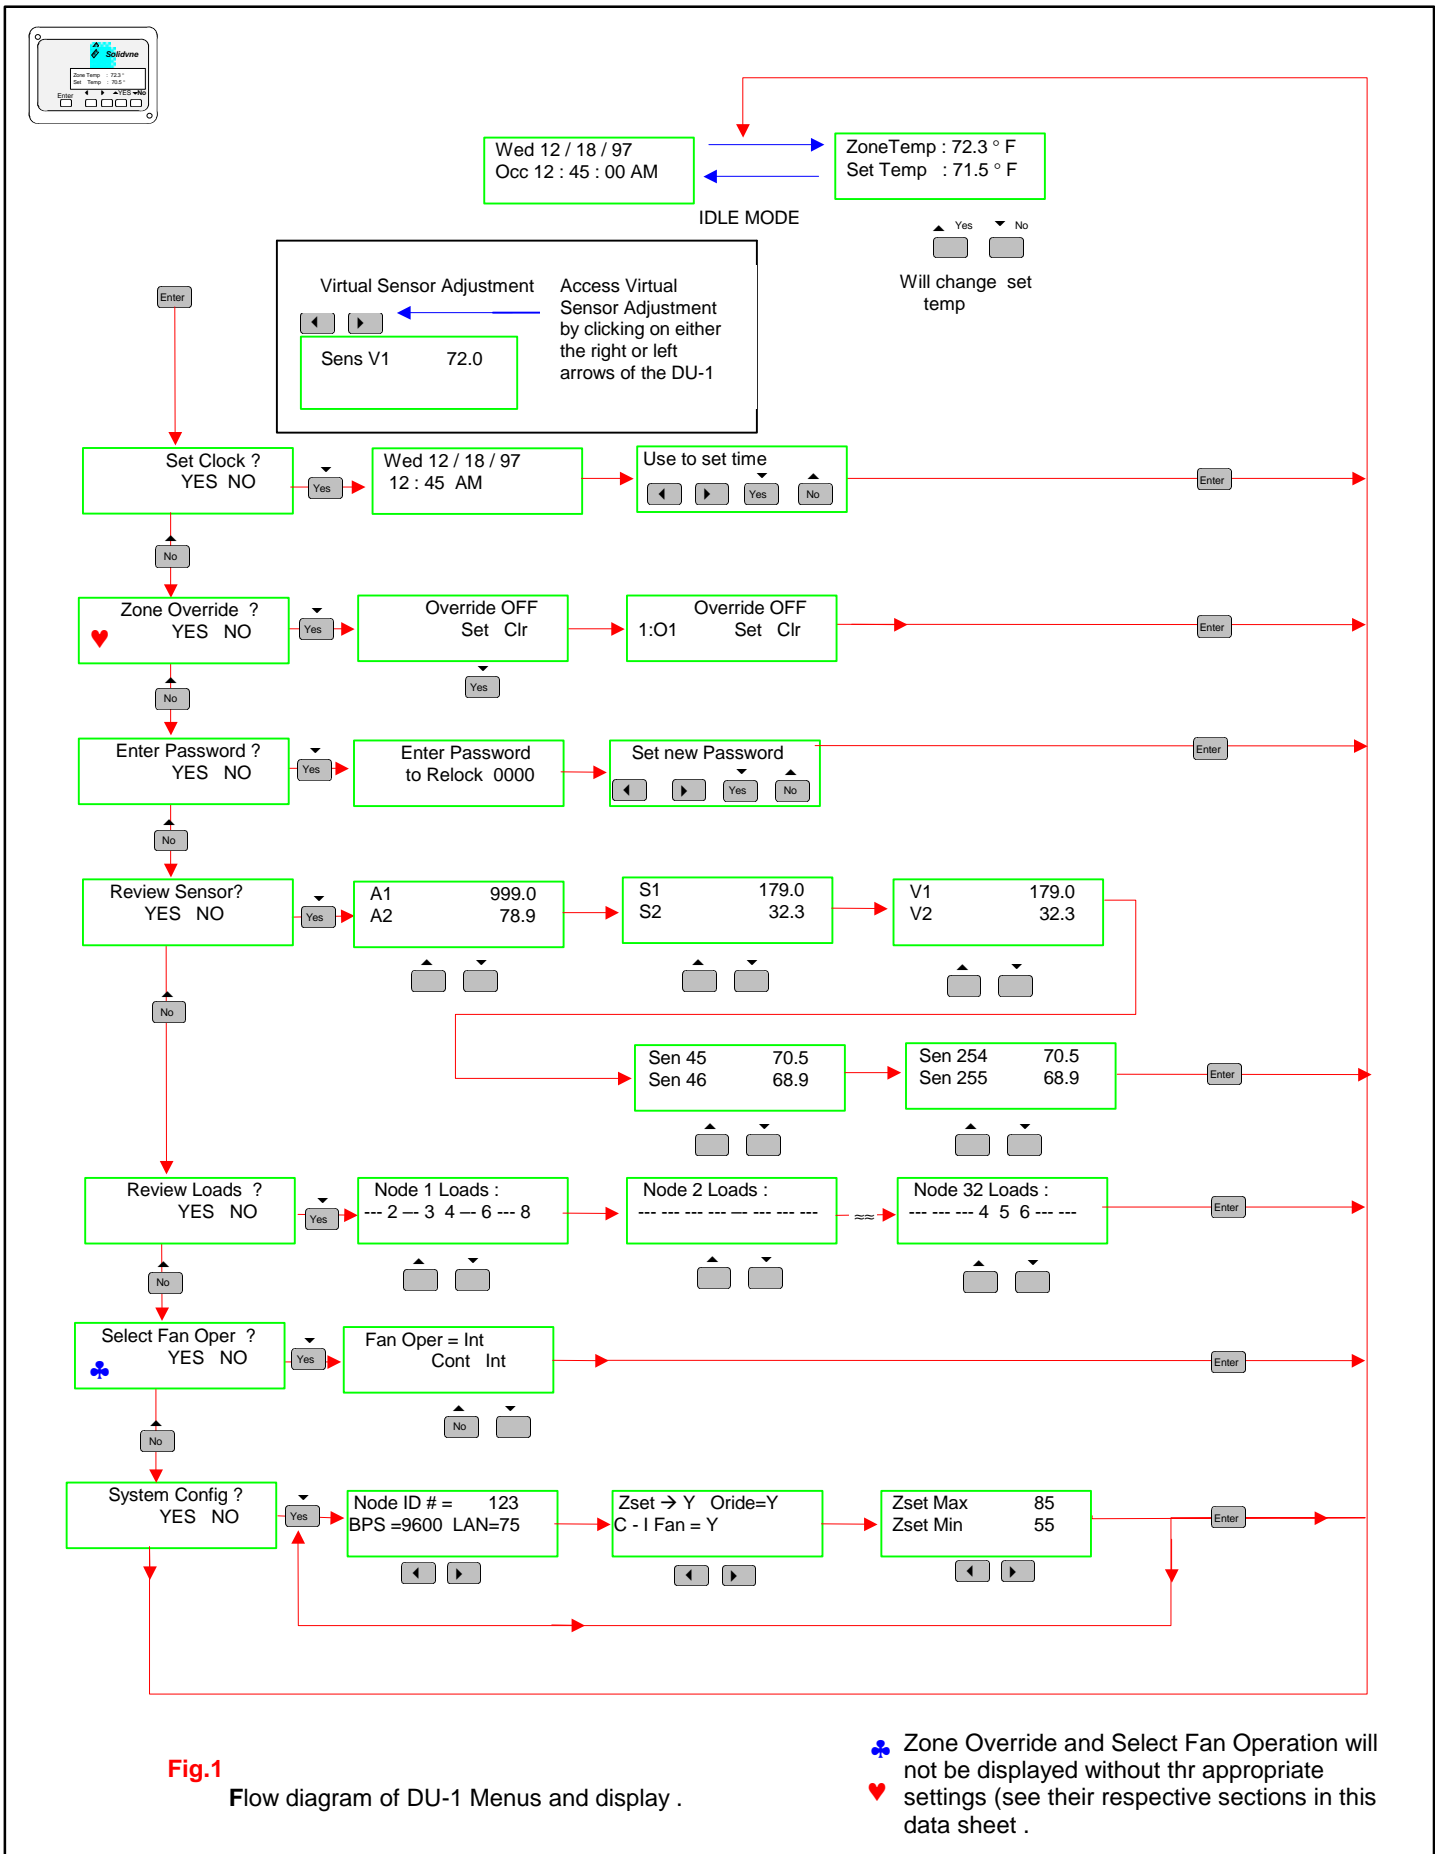 Solidvne
Zone Temp : 72.3 °
Set Temp : 70.5 °
Enter YES No
Wed 12 / 18 / 97
Occ 12 : 45 : 00 AM
ZoneTemp : 72.3 ° F
Set Temp : 71.5 ° F
IDLE MODE
Yes No
Will change set
temp
Enter
Virtual Sensor Adjustment
Sens V1 72.0
Access Virtual
Sensor Adjustment
by clicking on either
the right or left
arrows of the DU-1
Set Clock ?
YES NO
Yes
Wed 12 / 18 / 97
12 : 45 AM
Use to set time
Yes No
Enter
No
Zone Override ?
♥ YES NO
Yes
Override OFF
Set Clr
Yes
Override OFF
1:O1 Set Clr
Enter
No
Enter Password ?
YES NO
Yes
Enter Password
to Relock 0000
Set new Password
Yes No
Enter
No
Review Sensor?
YES NO
Yes
A1 999.0
A2 78.9
S1 179.0
S2 32.3
V1 179.0
V2 32.3
No
Sen 45 70.5
Sen 46 68.9
Sen 254 70.5
Sen 255 68.9
Enter
Review Loads ?
YES NO
Yes
Node 1 Loads :
--- 2 –- 3 4 –- 6 --- 8
Node 2 Loads :
--- --- --- --- –- --- --- ---
≈≈
Node 32 Loads :
--- --- --- 4 5 6 --- ---
Enter
No
Select Fan Oper ?
♣ YES NO
Yes
Fan Oper = Int
Cont Int
No
Enter
No
System Config ?
YES NO
Yes
Node ID # = 123
BPS =9600 LAN=75
Zset → Y Oride=Y
C - I Fan = Y
Zset Max 85
Zset Min 55
Enter
Fig.1
Flow diagram of DU-1 Menus and display .
♣ Zone Override and Select Fan Operation will
not be displayed without thr appropriate
♥ settings (see their respective sections in this
data sheet .